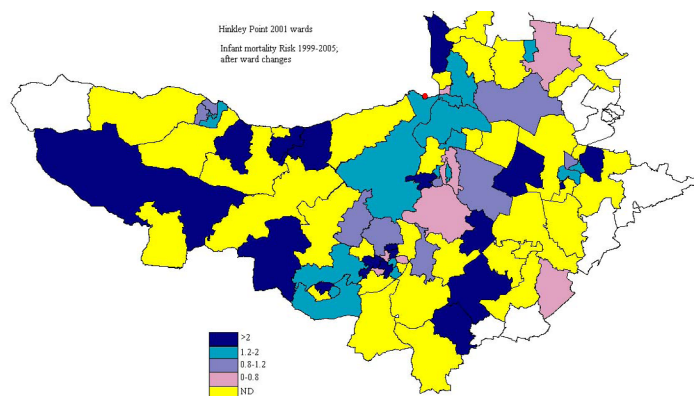 Hinkley Point 2001 wards
Infant mortality Risk 1999-2005;
after ward changes
>2
1.2-2
0.8-1.2
0-0.8
ND